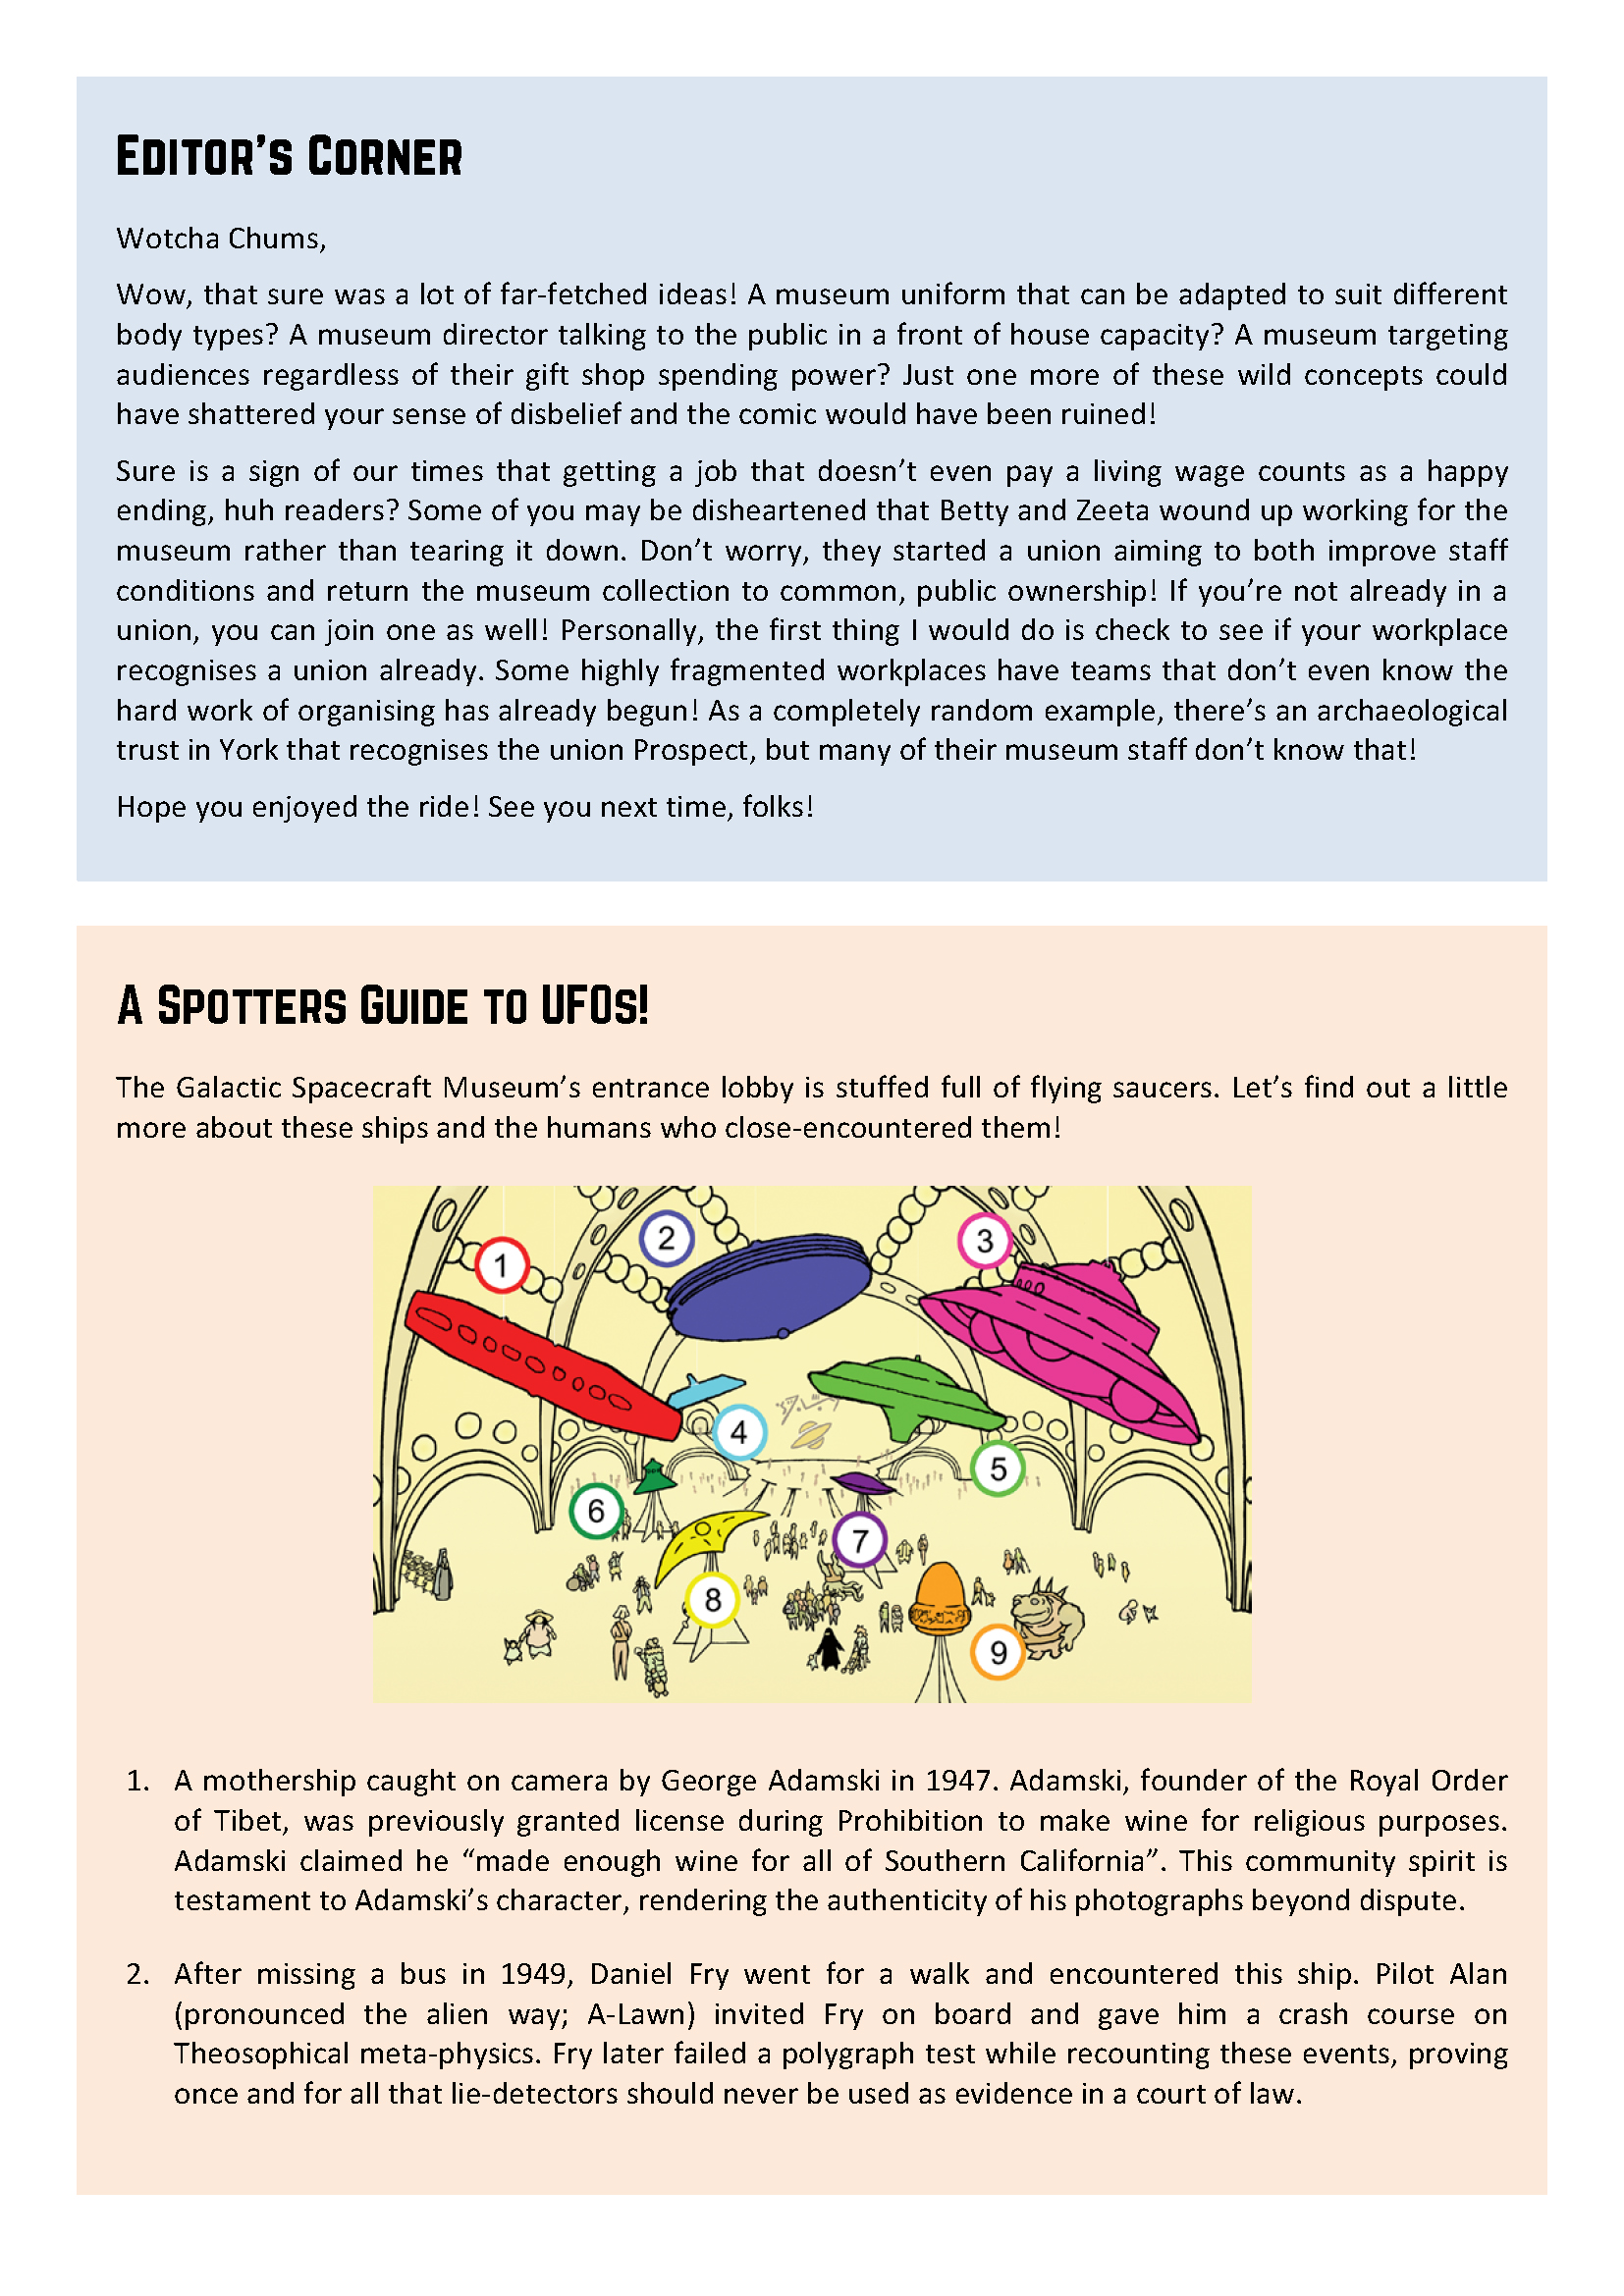 EDITOR'S CORNER
Wotcha Chums,
Wow, that sure was a lot of far-fetched ideas! A museum uniform that can be adapted to suit different
body types? A museum director talking to the public in a front of house capacity? A museum targeting
audiences regardless of their gift shop spending power? Just one more of these wild concepts could
have shattered your sense of disbelief and the comic would have been ruined!
Sure is a sign of our times that getting a job that doesn't even pay a living wage counts as a happy
ending, huh readers? Some of you may be disheartened that Betty and Zeeta wound up working for the
museum rather than tearing it down. Don't worry, they started a union aiming to both improve staff
conditions and return the museum collection to common, public ownership! If you're not already in a
union, you can join one as well! Personally, the first thing I would do is check to see if your workplace
recognises a union already. Some highly fragmented workplaces have teams that don't even know the
hard work of organising has already begun! As a completely random example, there's an archaeological
trust in York that recognises the union Prospect, but many of their museum staff don't know that!
Hope you enjoyed the ride! See you next time, folks!
A SPOTTERS GUIDE TO UFOS!
The Galactic Spacecraft Museum's entrance lobby is stuffed full of flying saucers. Let's find out a little
more about these ships and the humans who close-encountered them!
1
2
3
4
5
6
7
8
9
1. A mothership caught on camera by George Adamski in 1947. Adamski, founder of the Royal Order
of Tibet, was previously granted license during Prohibition to make wine for religious purposes.
Adamski claimed he “made enough wine for all of Southern California”. This community spirit is
testament to Adamski's character, rendering the authenticity of his photographs beyond dispute.
2. After missing a bus in 1949, Daniel Fry went for a walk and encountered this ship. Pilot Alan
(pronounced the alien way; A-Lawn) invited Fry on board and gave him a crash course on
Theosophical meta-physics. Fry later failed a polygraph test while recounting these events, proving
once and for all that lie-detectors should never be used as evidence in a court of law.